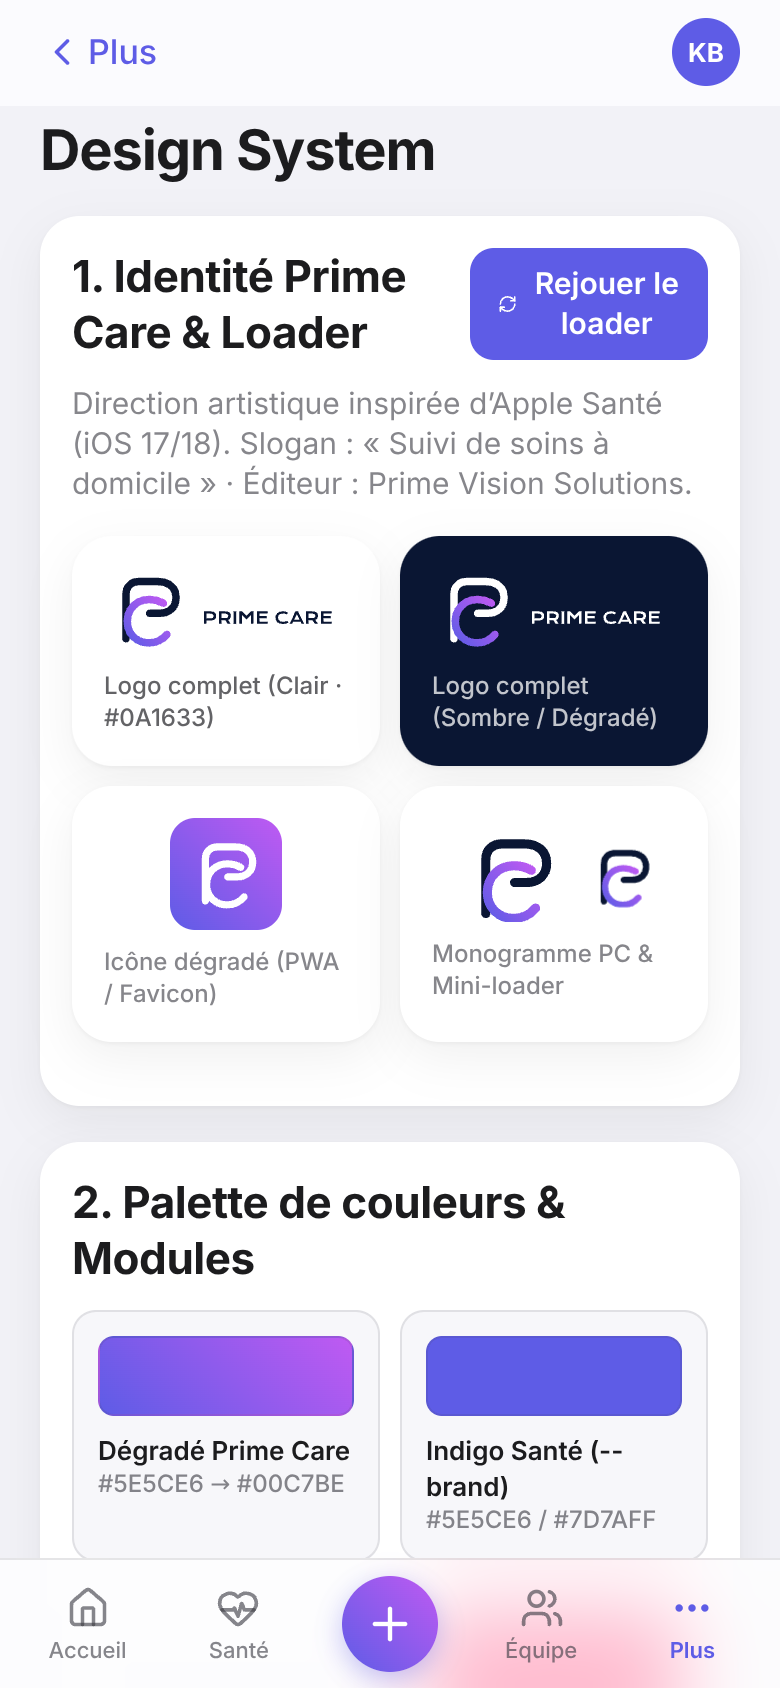 Plus
KB
Design System
1. Identité Prime
Care & Loader
Rejouer le
loader
Direction artistique inspirée d’Apple Santé
(iOS 17/18). Slogan : « Suivi de soins à
domicile » · Éditeur : Prime Vision Solutions.
PRIME CARE
Logo complet (Clair ·
#0A1633)
PRIME CARE
Logo complet
(Sombre / Dégradé)
Icône dégradé (PWA
/ Favicon)
Monogramme PC &
Mini-loader
2. Palette de couleurs &
Modules
Dégradé Prime Care
#5E5CE6 → #00C7BE
Indigo Santé (--
brand)
#5E5CE6 / #7D7AFF
Accueil
Santé
Équipe
Plus